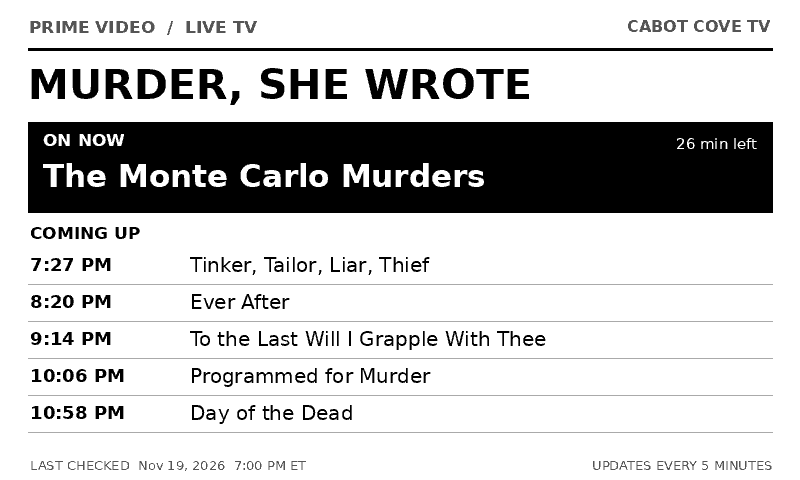 PRIME VIDEO / LIVE TV
CABOT COVE TV
MURDER, SHE WROTE
ON NOW
26 min left
The Monte Carlo Murders
COMING UP
7:27 PM Tinker, Tailor, Liar, Thief
8:20 PM Ever After
9:14 PM To the Last Will I Grapple With Thee
10:06 PM Programmed for Murder
10:58 PM Day of the Dead
LAST CHECKED Nov 19, 2026 7:00 PM ET
UPDATES EVERY 5 MINUTES